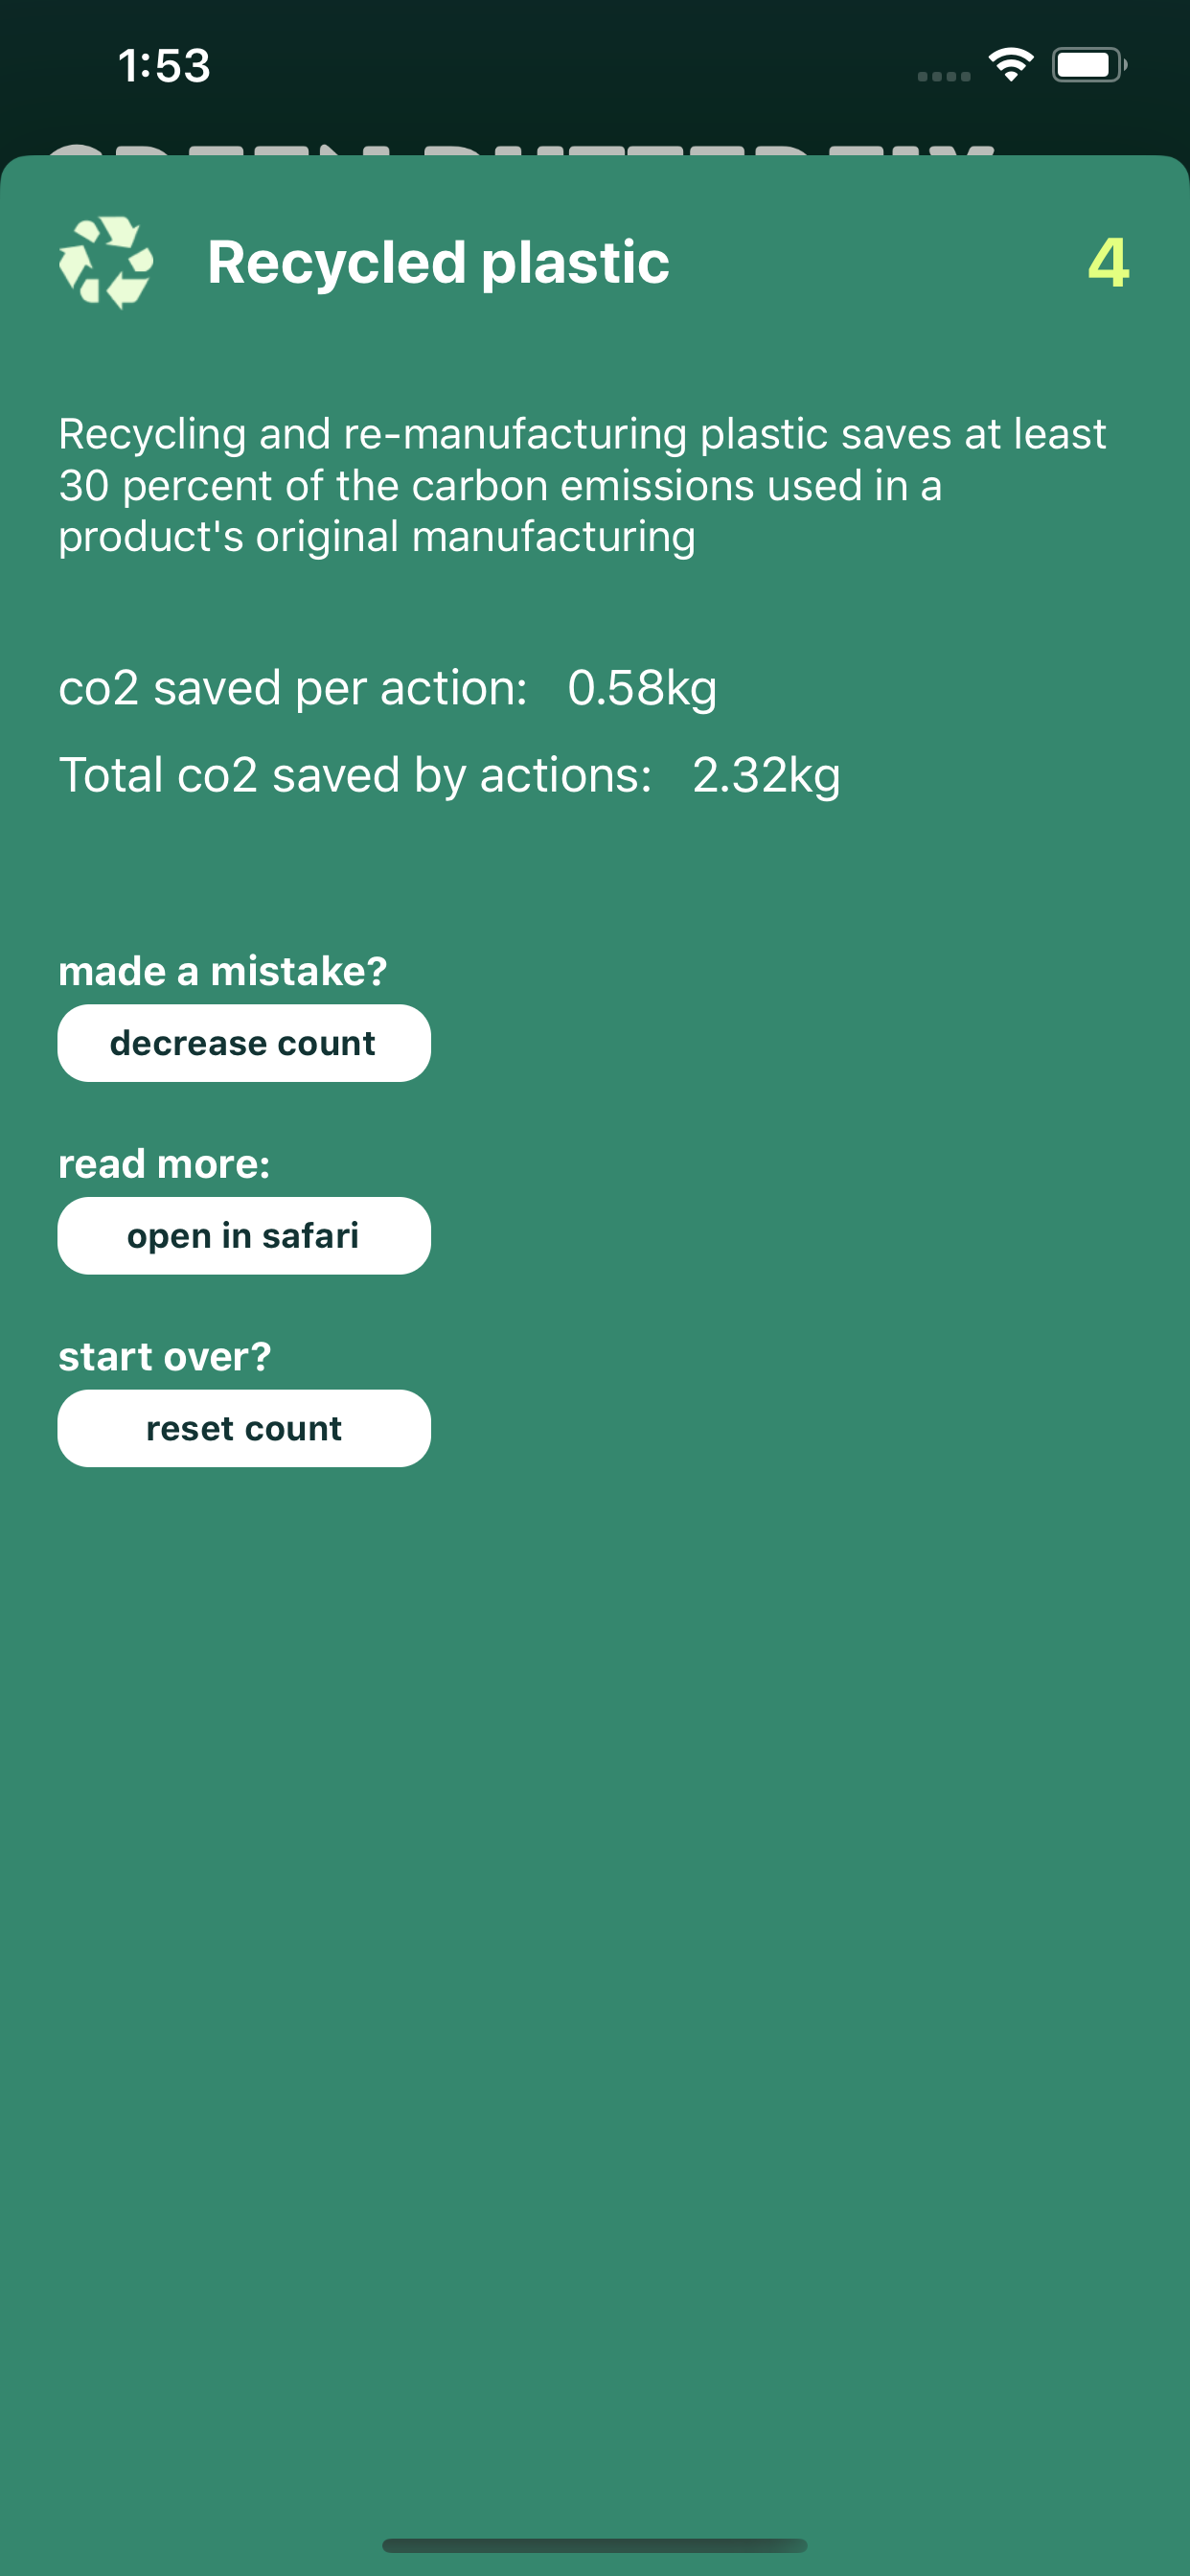 1:53
Recycled plastic
4
Recycling and re-manufacturing plastic saves at least
30 percent of the carbon emissions used in a
product's original manufacturing
co2 saved per action: 0.58kg
Total co2 saved by actions: 2.32kg
made a mistake?
decrease count
read more:
open in safari
start over?
reset count